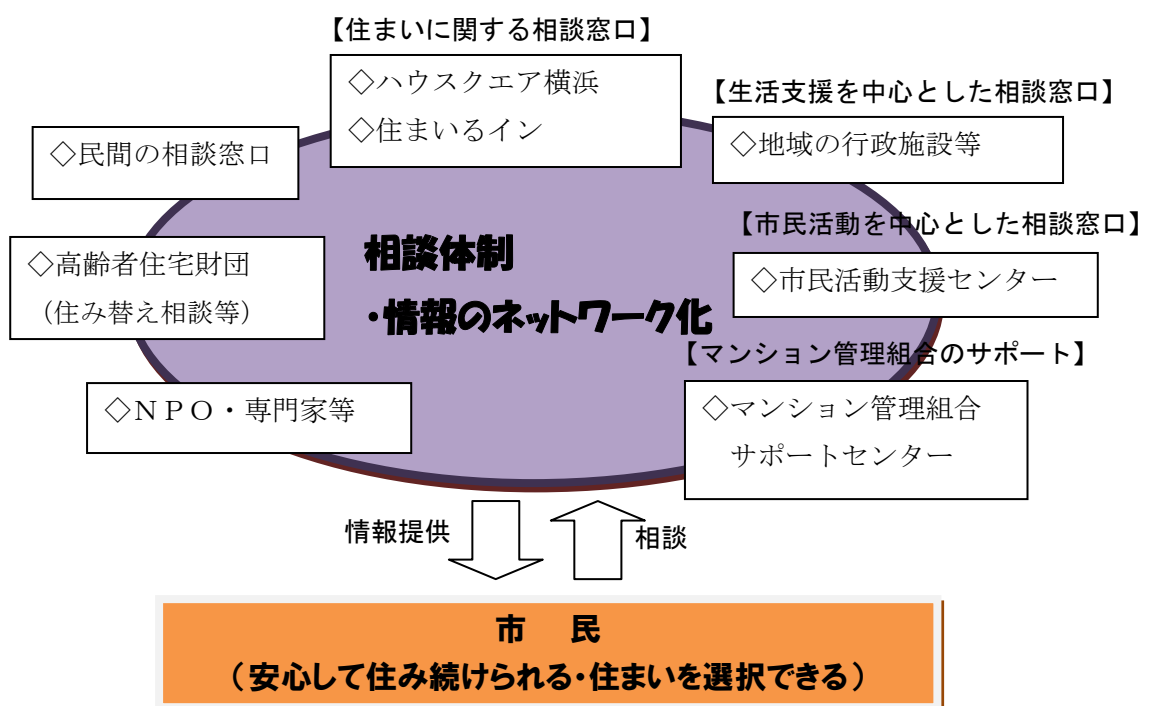 【住まいに関する相談窓口】
◇ハウスクエア横浜
◇住まいるイン
【生活支援を中心とした相談窓口】
◇地域の行政施設等
◇民間の相談窓口
【市民活動を中心とした相談窓口】
◇市民活動支援センター
◇高齢者住宅財団
（住み替え相談等）
相談体制
・情報のネットワーク化
【マンション管理組合のサポート】
◇マンション管理組合
サポートセンター
◇ＮＰＯ・専門家等
情報提供
相談
市　民
（安心して住み続けられる・住まいを選択できる）